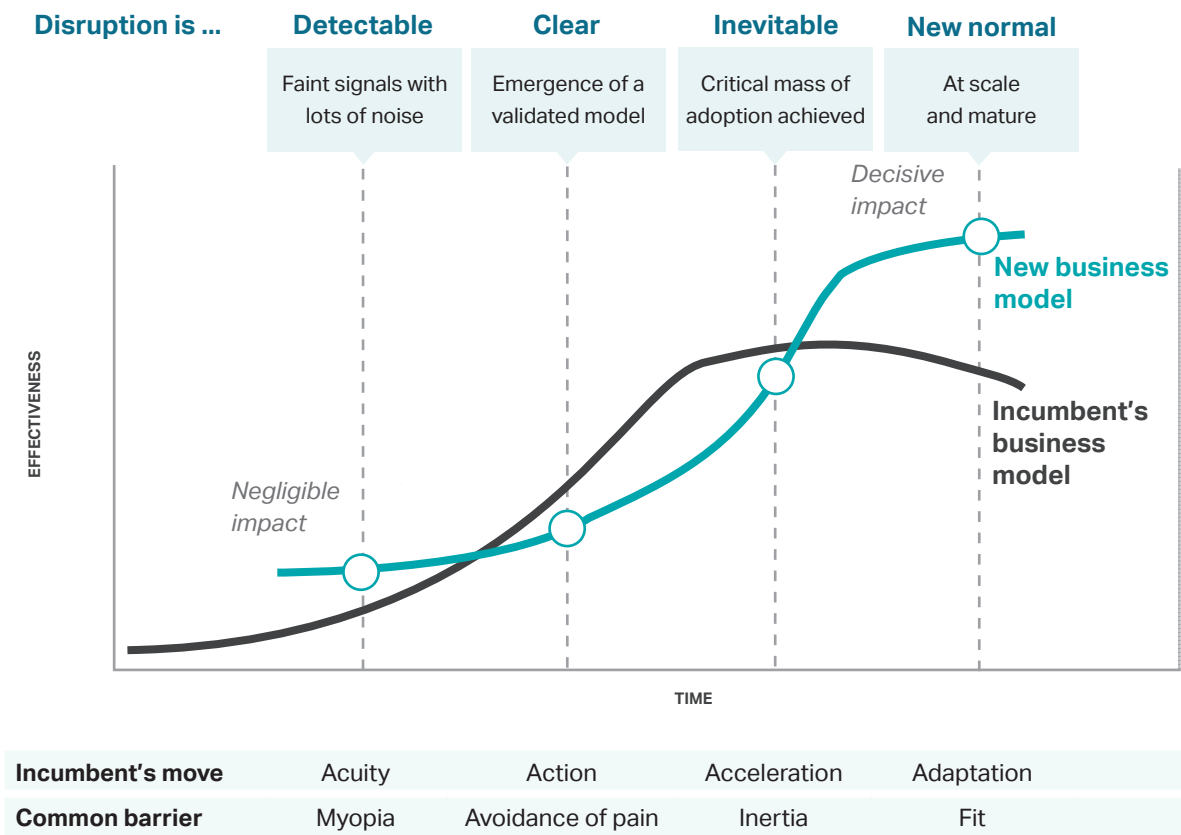 Disruption is ...
Detectable
Clear
Inevitable
New normal
Faint signals with
lots of noise
Emergence of a
validated model
Critical mass of
adoption achieved
At scale
and mature
Decisive
impact
New business
model
Incumbent's
business
model
Negligible
impact
EFFECTIVENESS
TIME
Incumbent's move
Acuity
Action
Acceleration
Adaptation
Common barrier
Myopia
Avoidance of pain
Inertia
Fit